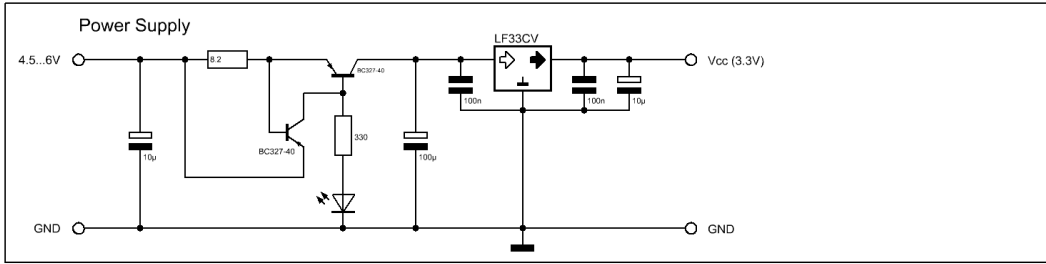 Power Supply
4.5...6V
8.2
BC327-40
LF33CV
Vcc (3.3V)
100n
100n
10µ
10µ
BC327-40
330
100µ
GND
GND